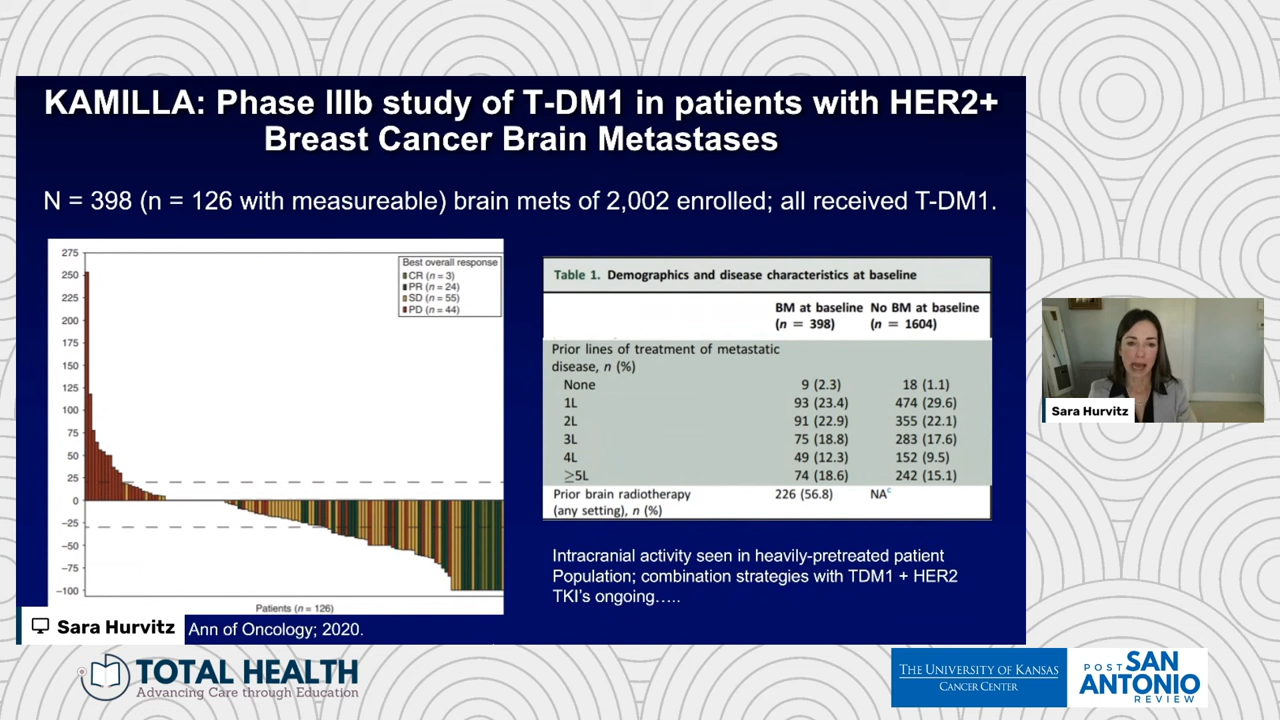 KAMILLA: Phase IIIb study of T-DM1 in patients with HER2+
Breast Cancer Brain Metastases
N = 398 (n = 126 with measureable) brain mets of 2,002 enrolled; all received T-DM1.
275
250
225
200
175
150
125
100
75
50
25
0
−25
−50
−75
−100
Best overall response
CR (n = 3)
PR (n = 24)
SD (n = 55)
PD (n = 44)
Patients (n = 126)
Table 1. Demographics and disease characteristics at baseline
BM at baseline No BM at baseline
(n = 398) (n = 1604)
Prior lines of treatment of metastatic
disease, n (%)
None 9 (2.3) 18 (1.1)
1L 93 (23.4) 474 (29.6)
2L 91 (22.9) 355 (22.1)
3L 75 (18.8) 283 (17.6)
4L 49 (12.3) 152 (9.5)
≥5L 74 (18.6) 242 (15.1)
Prior brain radiotherapy 226 (56.8) NAc
(any setting), n (%)
Intracranial activity seen in heavily-pretreated patient
Population; combination strategies with TDM1 + HER2
TKI's ongoing…..
Sara Hurvitz
Ann of Oncology; 2020.
Sara Hurvitz
TOTAL HEALTH
Advancing Care through Education
THE UNIVERSITY OF KANSAS
CANCER CENTER
POST
SAN
ANTONIO
REVIEW